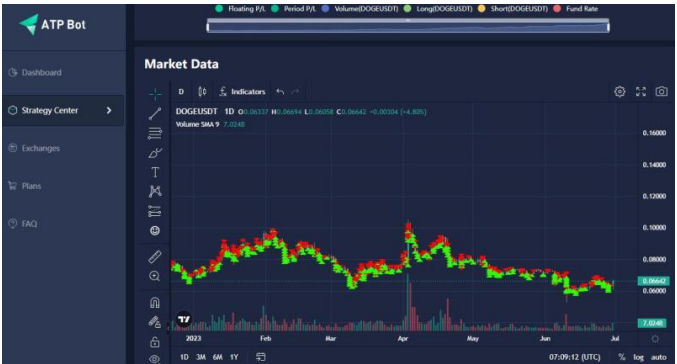 Floating P/L Period P/L Volume(DOGEUSDT) Long(DOGEUSDT) Short(DOGEUSDT) Fund Rate
ATP Bot
Market Data
Dashboard
D Indicators
Strategy Center
DOGEUSDT 1D O0.06337 H0.06694 L0.06058 C0.06642 +0.00304 (+4.80%)
Volume SMA 9 7.024B
0.16000
0.14000
Exchanges
0.12000
Plans
0.10000
FAQ
0.08000
0.06642
0.06000
7.024B
2023 Feb Mar Apr May Jun Jul
1D 3M 6M 1Y 07:09:12 (UTC) % log auto